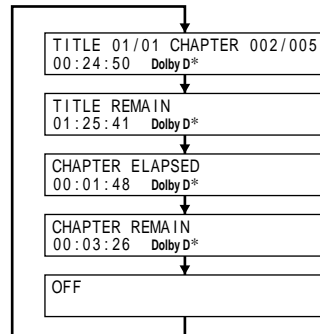 TITLE 01/01 CHAPTER 002/005
00:24:50 Dolby D*
TITLE REMAIN
01:25:41 Dolby D*
CHAPTER ELAPSED
00:01:48 Dolby D*
CHAPTER REMAIN
00:03:26 Dolby D*
OFF